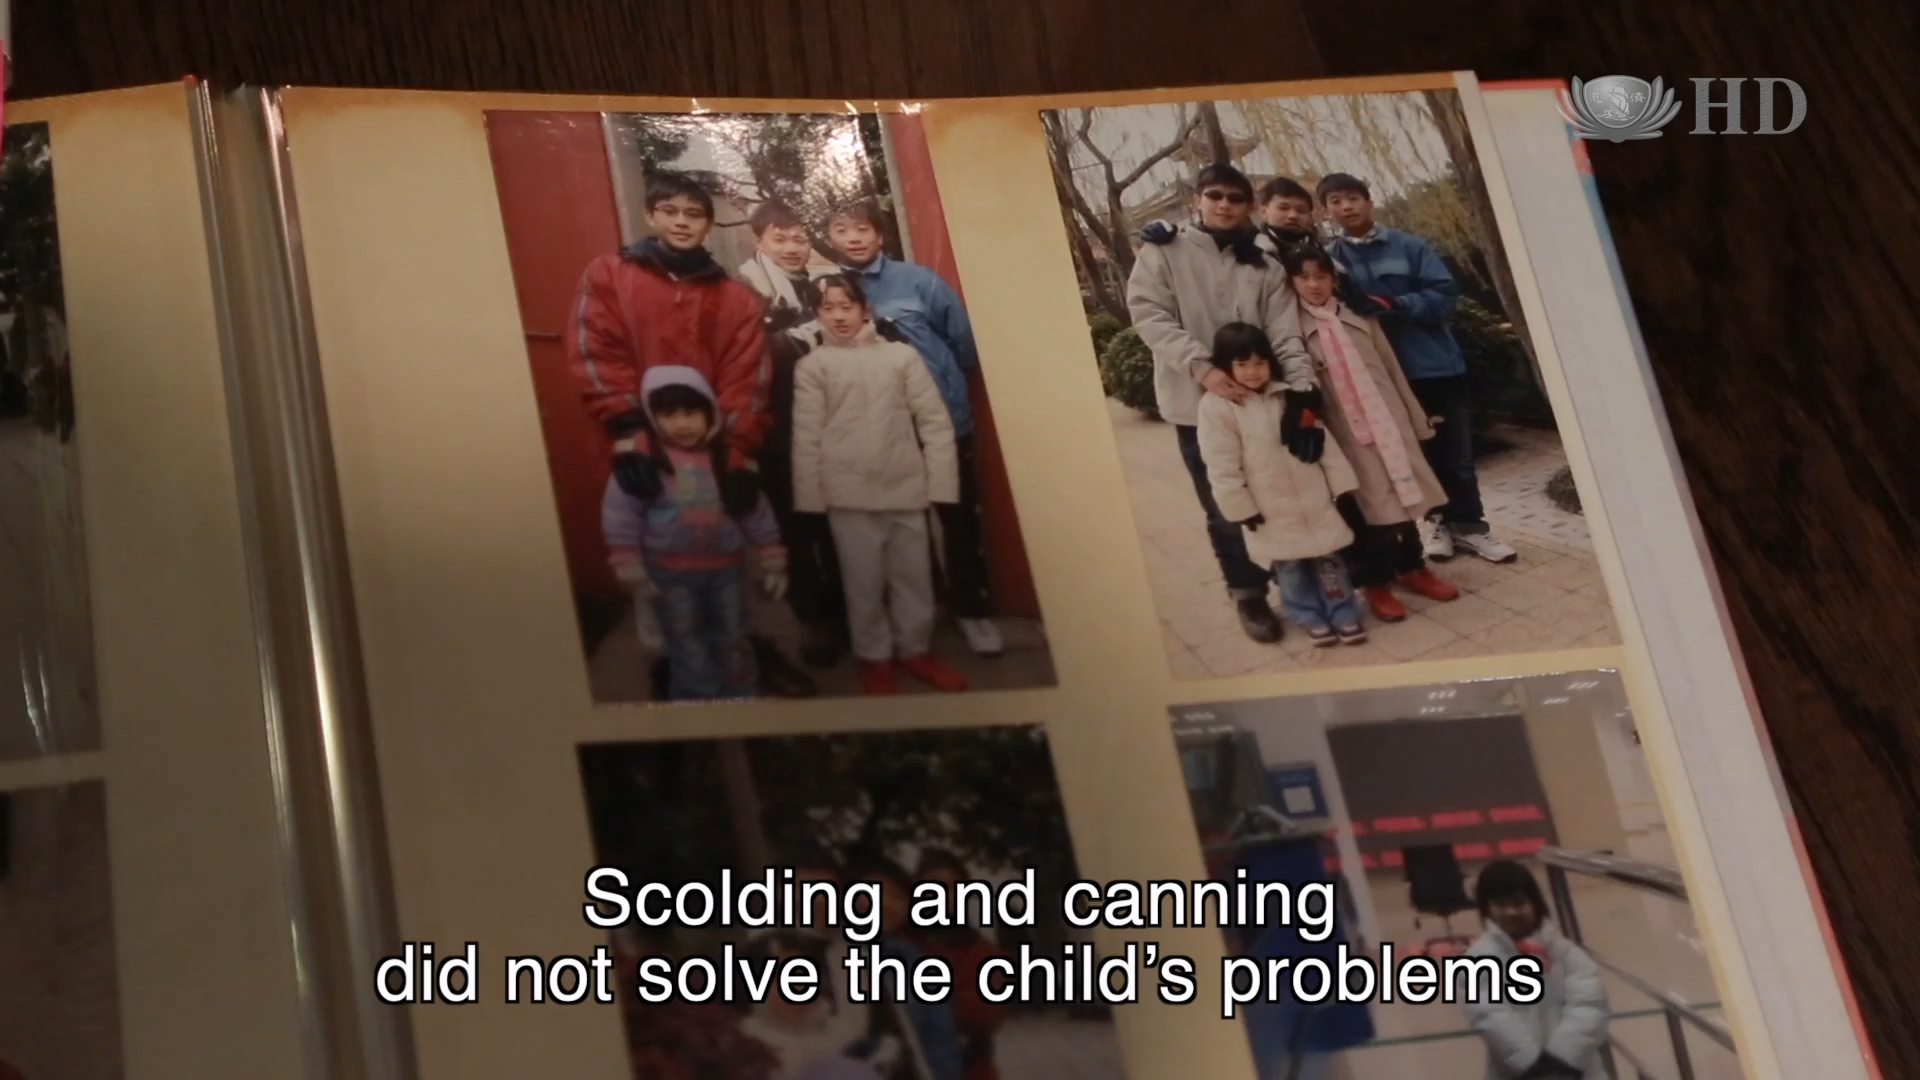 HD
Scolding and canning
did not solve the child's problems